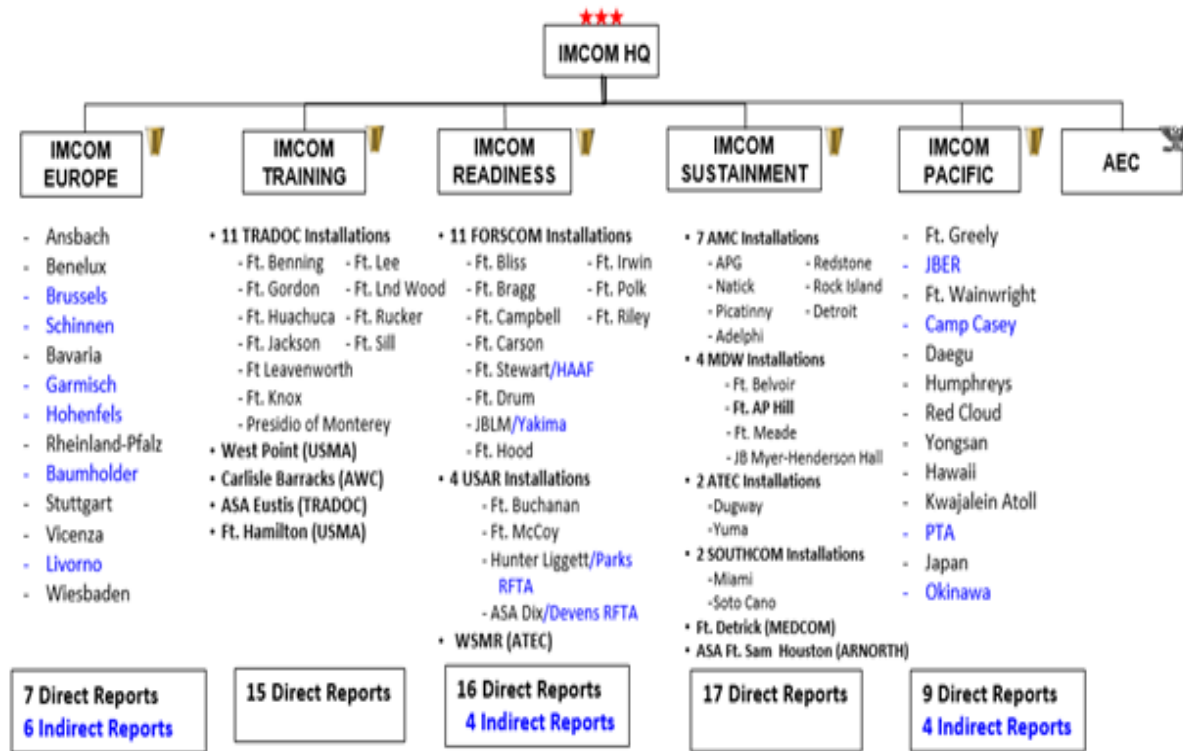 IMCOM HQ
IMCOM
EUROPE
IMCOM
TRAINING
IMCOM
READINESS
IMCOM
SUSTAINMENT
IMCOM
PACIFIC
AEC
- Ansbach
- Benelux
- Brussels
- Schinnen
- Bavaria
- Garmisch
- Hohenfels
- Rheinland-Pfalz
- Baumholder
- Stuttgart
- Vicenza
- Livorno
- Wiesbaden
7 Direct Reports
6 Indirect Reports
• 11 TRADOC Installations
- Ft. Benning - Ft. Lee
- Ft. Gordon - Ft. Lnd Wood
- Ft. Huachuca - Ft. Rucker
- Ft. Jackson - Ft. Sill
- Ft Leavenworth
- Ft. Knox
- Presidio of Monterey
• West Point (USMA)
• Carlisle Barracks (AWC)
• ASA Eustis (TRADOC)
• Ft. Hamilton (USMA)
15 Direct Reports
• 11 FORSCOM Installations
- Ft. Bliss - Ft. Irwin
- Ft. Bragg - Ft. Polk
- Ft. Campbell - Ft. Riley
- Ft. Carson
- Ft. Stewart/HAAF
- Ft. Drum
- JBLM/Yakima
- Ft. Hood
• 4 USAR Installations
- Ft. Buchanan
- Ft. McCoy
- Hunter Liggett/Parks
RFTA
- ASA Dix/Devens RFTA
• WSMR (ATEC)
16 Direct Reports
4 Indirect Reports
• 7 AMC Installations
- APG - Redstone
- Natick - Rock Island
- Picatinny - Detroit
- Adelphi
• 4 MDW Installations
- Ft. Belvoir
- Ft. AP Hill
- Ft. Meade
- JB Myer-Henderson Hall
• 2 ATEC Installations
-Dugway
-Yuma
• 2 SOUTHCOM Installations
-Miami
-Soto Cano
• Ft. Detrick (MEDCOM)
• ASA Ft. Sam Houston (ARNORTH)
17 Direct Reports
- Ft. Greely
- JBER
- Ft. Wainwright
- Camp Casey
- Daegu
- Humphreys
- Red Cloud
- Yongsan
- Hawaii
- Kwajalein Atoll
- PTA
- Japan
- Okinawa
9 Direct Reports
4 Indirect Reports